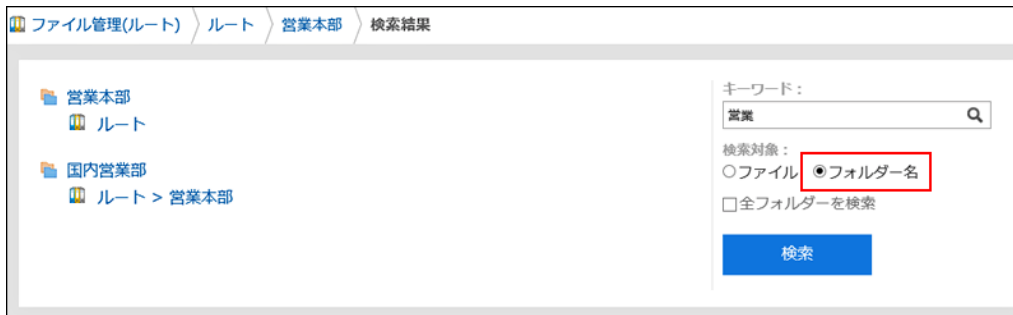 ファイル管理(ルート) 〉 ルート 〉 営業本部 〉 検索結果
営業本部
ルート
国内営業部
ルート > 営業本部
キーワード：
営業
検索対象：
ファイル フォルダー名
全フォルダーを検索
検索